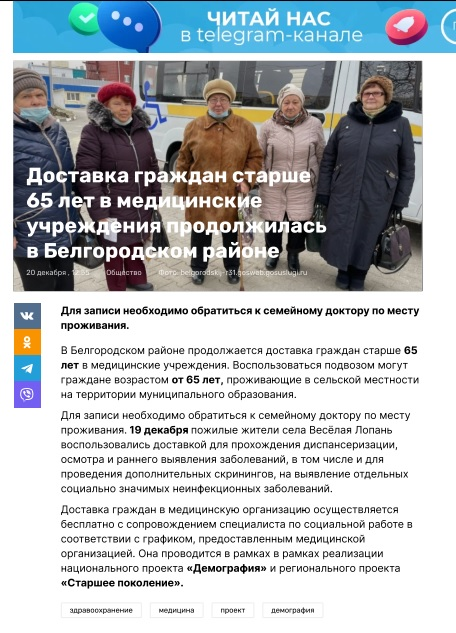 ЧИТАЙ НАС
в telegram-канале
Доставка граждан старше
65 лет в медицинские
учреждения продолжилась
в Белгородском районе
20 декабря, Общество Фото: belgorodskij-r31.gosweb.gosuslugi.ru
Для записи необходимо обратиться к семейному доктору по месту
проживания.
В Белгородском районе продолжается доставка граждан старше 65
лет в медицинские учреждения. Воспользоваться подвозом могут
граждане возрастом от 65 лет, проживающие в сельской местности
на территории муниципального образования.
Для записи необходимо обратиться к семейному доктору по месту
проживания. 19 декабря пожилые жители села Весёлая Лопань
воспользовались доставкой для прохождения диспансеризации,
осмотра и раннего выявления заболеваний, в том числе и для
проведения дополнительных скринингов, на выявление отдельных
социально значимых неинфекционных заболеваний.
Доставка граждан в медицинскую организацию осуществляется
бесплатно с сопровождением специалиста по социальной работе в
соответствии с графиком, предоставленным медицинской
организацией. Она проводится в рамках в рамках реализации
национального проекта «Демография» и регионального проекта
«Старшее поколение».
здравоохранение медицина проект демография